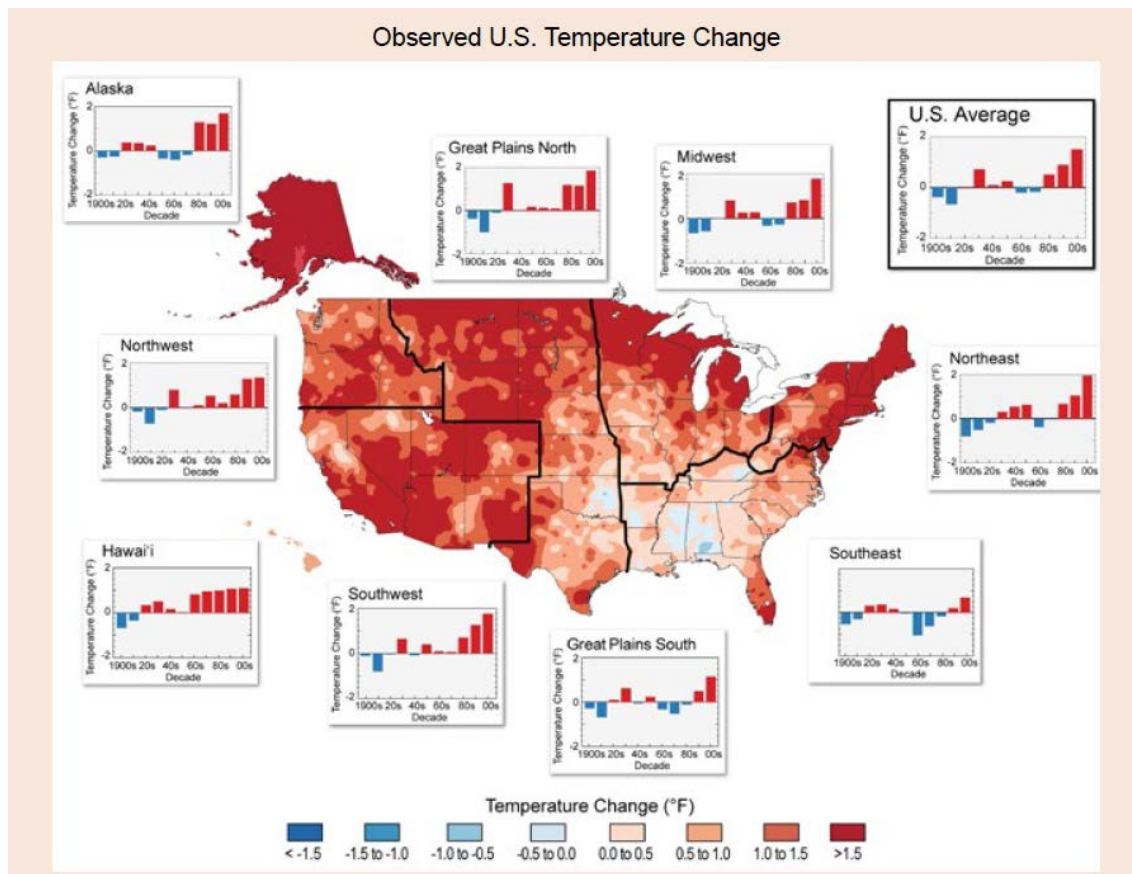 Observed U.S. Temperature Change
Alaska
Temperature Change (°F)
2
0
-2
1900s 20s 40s 60s 80s 00s
Decade
Great Plains North
Temperature Change (°F)
2
0
-2
1900s 20s 40s 60s 80s 00s
Decade
Midwest
Temperature Change (°F)
2
0
-2
1900s 20s 40s 60s 80s 00s
Decade
U.S. Average
Temperature Change (°F)
2
0
-2
1900s 20s 40s 60s 80s 00s
Decade
Northwest
Temperature Change (°F)
2
0
-2
1900s 20s 40s 60s 80s 00s
Decade
Northeast
Temperature Change (°F)
2
0
-2
1900s 20s 40s 60s 80s 00s
Decade
Hawai'i
Temperature Change (°F)
2
0
-2
1900s 20s 40s 60s 80s 00s
Decade
Southwest
Temperature Change (°F)
2
0
-2
1900s 20s 40s 60s 80s 00s
Decade
Great Plains South
Temperature Change (°F)
2
0
-2
1900s 20s 40s 60s 80s 00s
Decade
Southeast
Temperature Change (°F)
2
0
-2
1900s 20s 40s 60s 80s 00s
Decade
Temperature Change (°F)
< -1.5 -1.5 to -1.0 -1.0 to -0.5 -0.5 to 0.0 0.0 to 0.5 0.5 to 1.0 1.0 to 1.5 >1.5